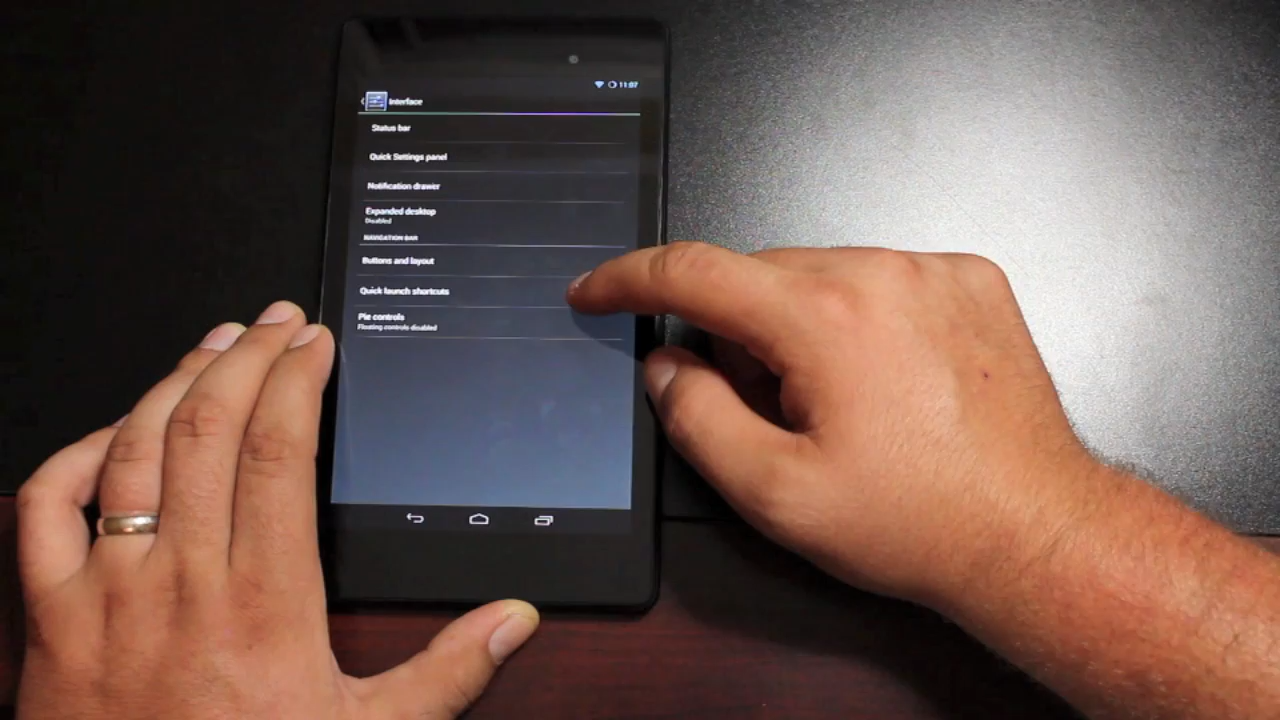 11:07
Interface
Status bar
Quick Settings panel
Notification drawer
Expanded desktop
Disabled
NAVIGATION BAR
Buttons and layout
Quick launch shortcuts
Pie controls
Floating controls disabled